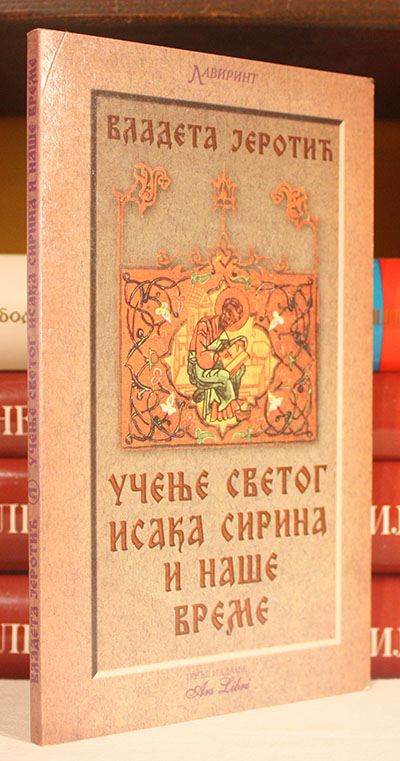 ЛАВИРИНТ
ВЛАДЕТА ЈЕРОТИЋ
УЧЕЊЕ СВЕТОГ
ИСАКА СИРИНА
И НАШЕ
ВРЕМЕ
Ars Libri
ВЛАДЕТА ЈЕРОТИЋ УЧЕЊЕ СВЕТОГ ИСАКА СИРИНА И НАШЕ ВРЕМЕ